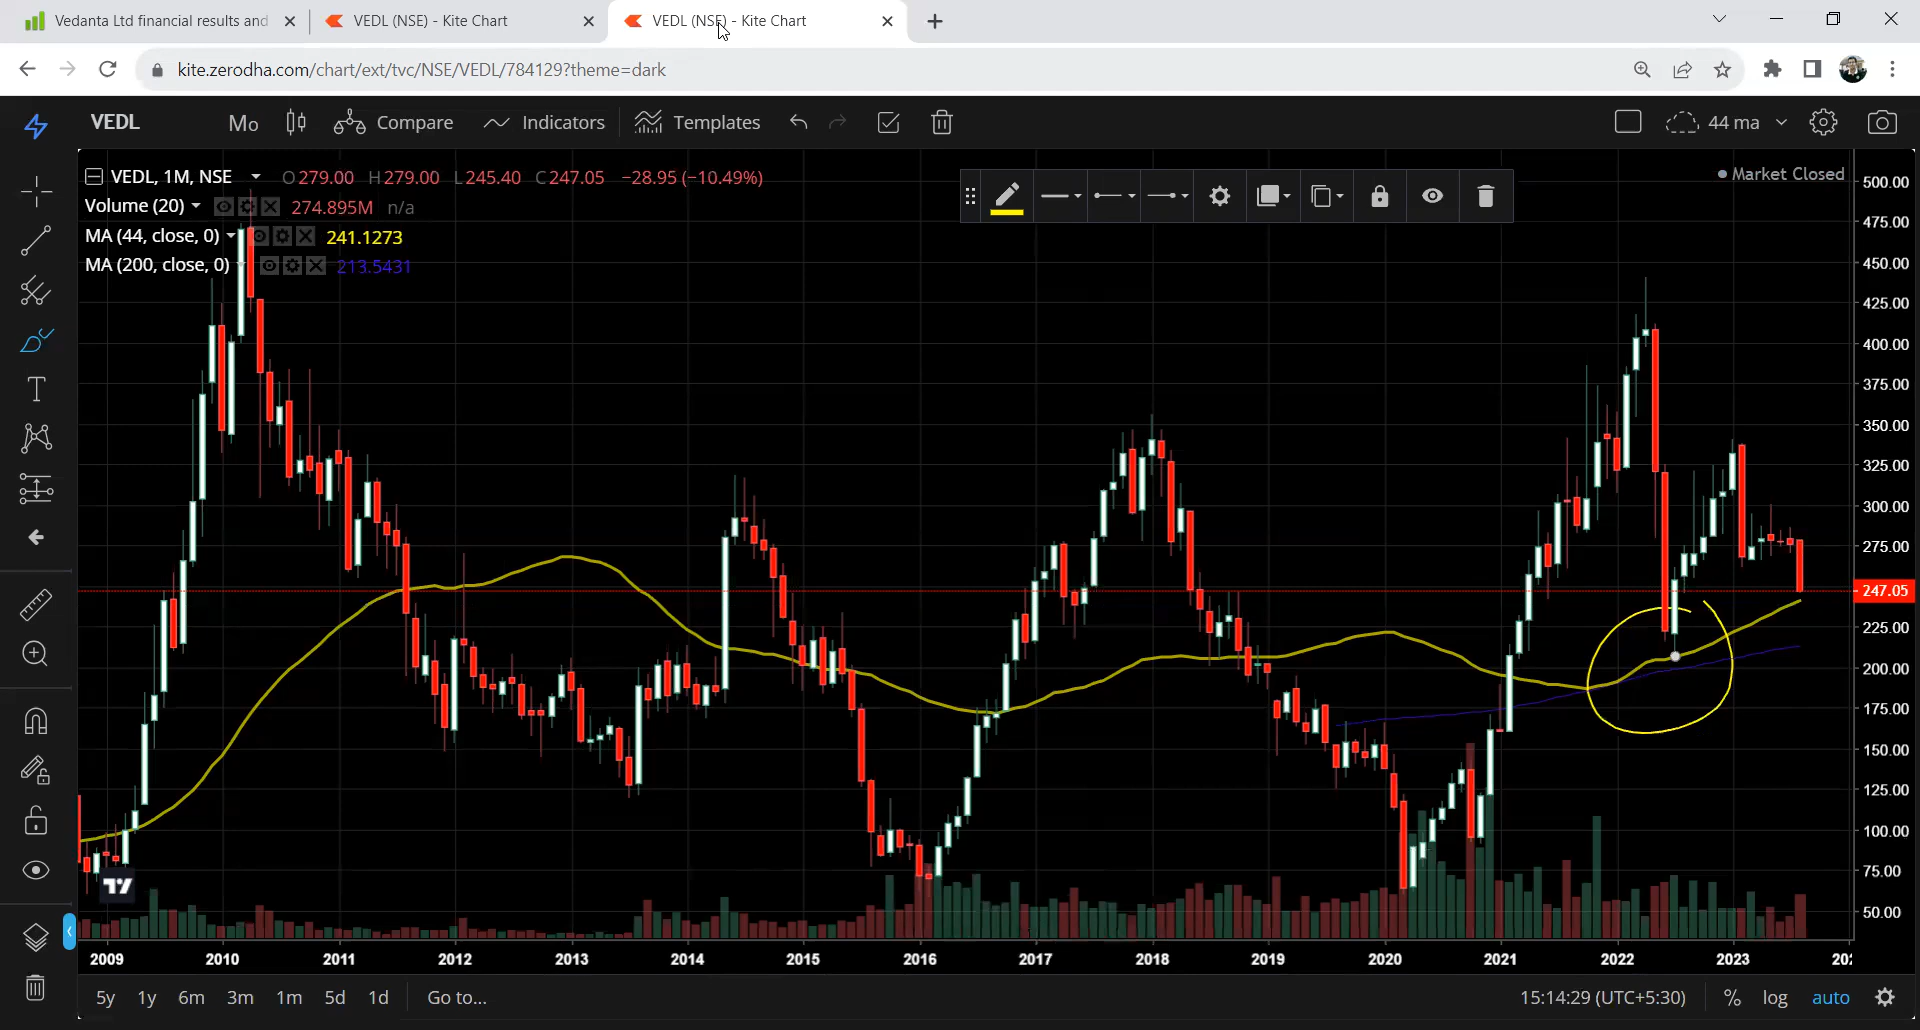 Vedanta Ltd financial results and
VEDL (NSE) - Kite Chart
VEDL (NSE) - Kite Chart
kite.zerodha.com/chart/ext/tvc/NSE/VEDL/784129?theme=dark
VEDL Mo Compare Indicators Templates 44 ma
VEDL, 1M, NSE O279.00 H279.00 L245.40 C247.05 −28.95 (−10.49%)
Market Closed
Volume (20) 274.895M n/a
MA (44, close, 0) 241.1273
MA (200, close, 0) 213.5431
500.00
475.00
450.00
425.00
400.00
375.00
350.00
325.00
300.00
275.00
247.05
225.00
200.00
175.00
150.00
125.00
100.00
75.00
50.00
2009 2010 2011 2012 2013 2014 2015 2016 2017 2018 2019 2020 2021 2022 2023
5y 1y 6m 3m 1m 5d 1d Go to... 15:14:29 (UTC+5:30) % log auto